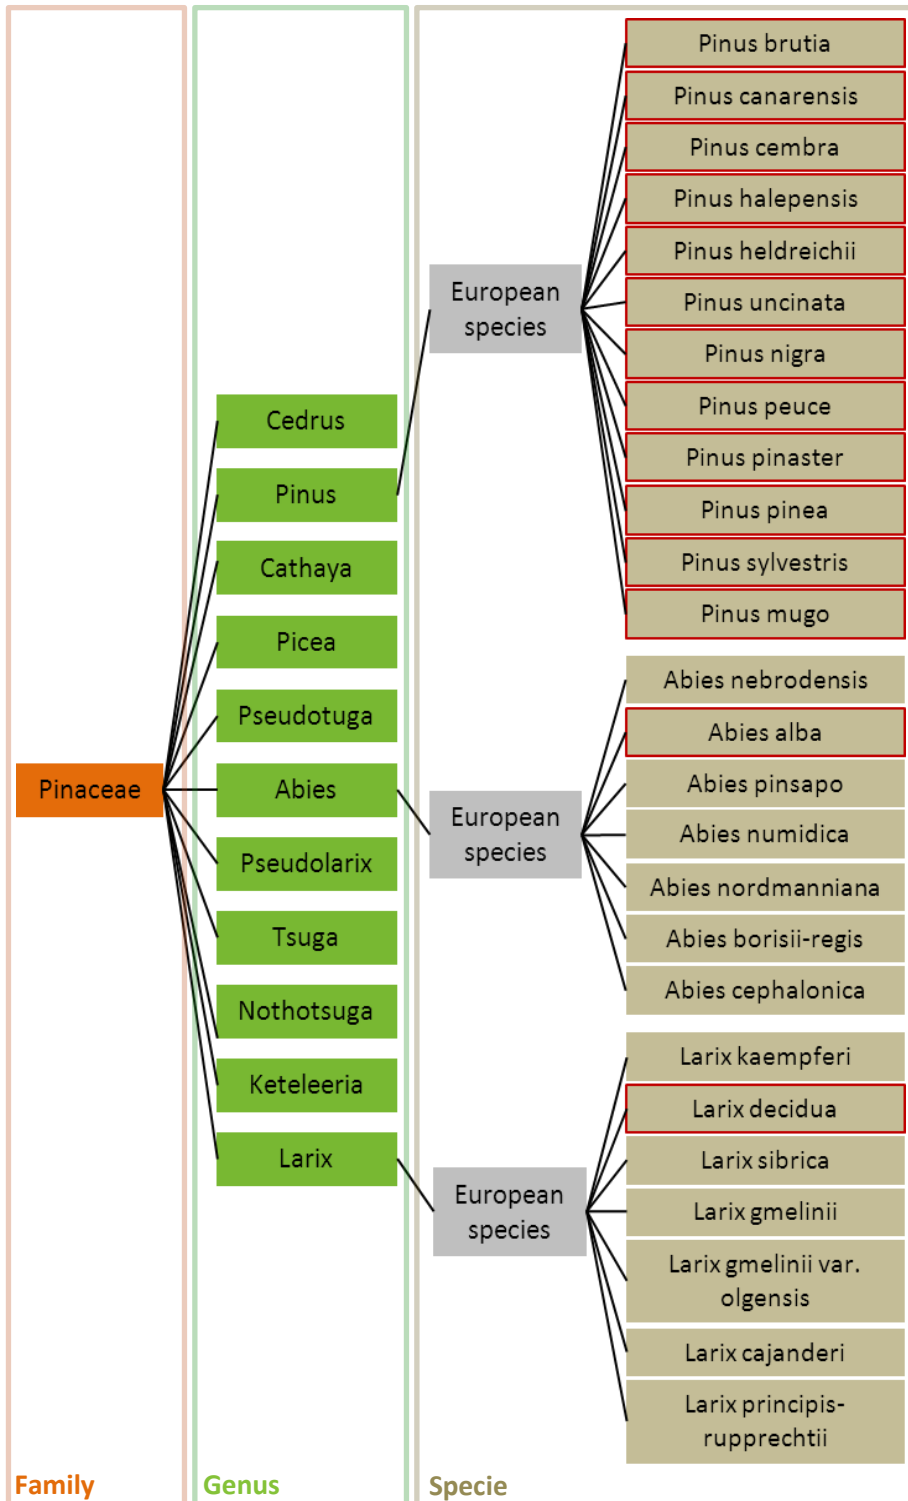 Pinaceae
Cedrus
Pinus
Cathaya
Picea
Pseudotuga
Abies
Pseudolarix
Tsuga
Nothotsuga
Keteleeria
Larix
European
species
Pinus brutia
Pinus canarensis
Pinus cembra
Pinus halepensis
Pinus heldreichii
Pinus uncinata
Pinus nigra
Pinus peuce
Pinus pinaster
Pinus pinea
Pinus sylvestris
Pinus mugo
European
species
Abies nebrodensis
Abies alba
Abies pinsapo
Abies numidica
Abies nordmanniana
Abies borisii-regis
Abies cephalonica
European
species
Larix kaempferi
Larix decidua
Larix sibrica
Larix gmelinii
Larix gmelinii var.
olgensis
Larix cajanderi
Larix principis-
rupprechtii
Family
Genus
Specie